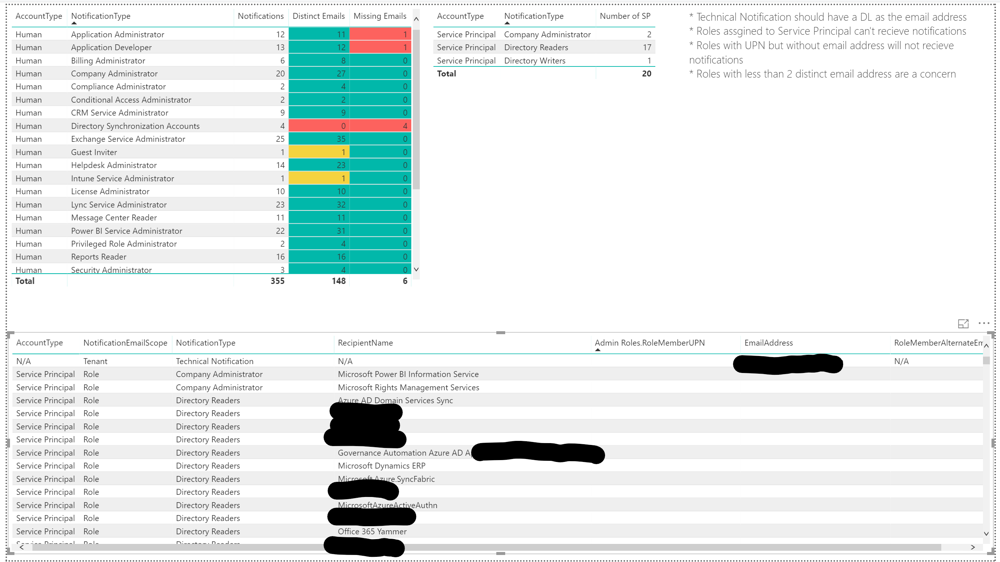 AccountType NotificationType Notifications Distinct Emails Missing Emails
Human Application Administrator 12 11 1
Human Application Developer 13 12 1
Human Billing Administrator 6 8 0
Human Company Administrator 20 27 0
Human Compliance Administrator 2 4 0
Human Conditional Access Administrator 2 2 0
Human CRM Service Administrator 9 9 0
Human Directory Synchronization Accounts 4 0 4
Human Exchange Service Administrator 25 35 0
Human Guest Inviter 1 1 0
Human Helpdesk Administrator 14 23 0
Human Intune Service Administrator 1 1 0
Human License Administrator 10 10 0
Human Lync Service Administrator 23 32 0
Human Message Center Reader 11 11 0
Human Power BI Service Administrator 22 31 0
Human Privileged Role Administrator 2 4 0
Human Reports Reader 16 16 0
Human Security Administrator 3 4 0
Total 355 148 6
AccountType NotificationType Number of SP
Service Principal Company Administrator 2
Service Principal Directory Readers 17
Service Principal Directory Writers 1
Total 20
* Technical Notification should have a DL as the email address
* Roles assgined to Service Principal can't recieve notifications
* Roles with UPN but without email address will not recieve
notifications
* Roles with less than 2 distinct email address are a concern
AccountType NotificationEmailScope NotificationType RecipientName Admin Roles.RoleMemberUPN EmailAddress RoleMemberAlternateEm
N/A Tenant Technical Notification N/A N/A
Service Principal Role Company Administrator Microsoft Power BI Information Service
Service Principal Role Company Administrator Microsoft Rights Management Services
Service Principal Role Directory Readers Azure AD Domain Services Sync
Service Principal Role Directory Readers
Service Principal Role Directory Readers
Service Principal Role Directory Readers
Service Principal Role Directory Readers Governance Automation Azure AD A
Service Principal Role Directory Readers Microsoft Dynamics ERP
Service Principal Role Directory Readers Microsoft.Azure.SyncFabric
Service Principal Role Directory Readers
Service Principal Role Directory Readers MicrosoftAzureActiveAuthn
Service Principal Role Directory Readers
Service Principal Role Directory Readers Office 365 Yammer
Service Principal Role Directory Readers